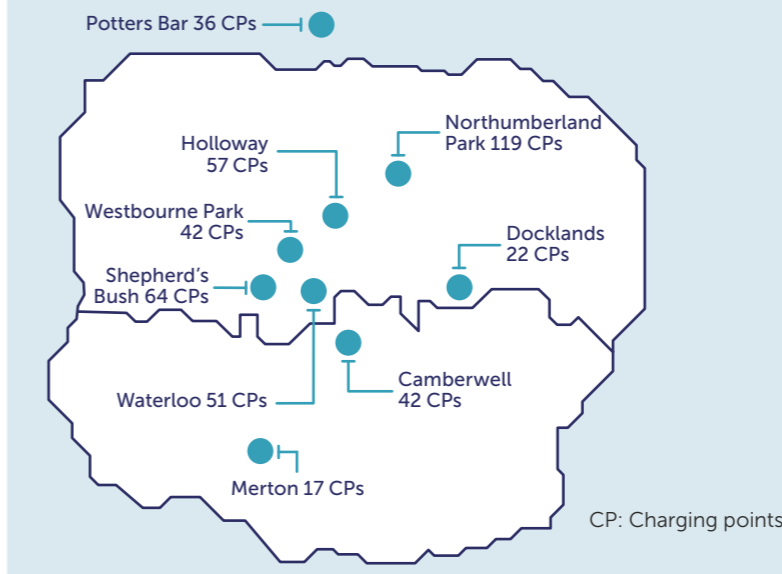 Potters Bar 36 CPs
Northumberland
Park 119 CPs
Holloway
57 CPs
Westbourne Park
42 CPs
Docklands
22 CPs
Shepherd’s
Bush 64 CPs
Waterloo 51 CPs
Camberwell
42 CPs
Merton 17 CPs
CP: Charging points